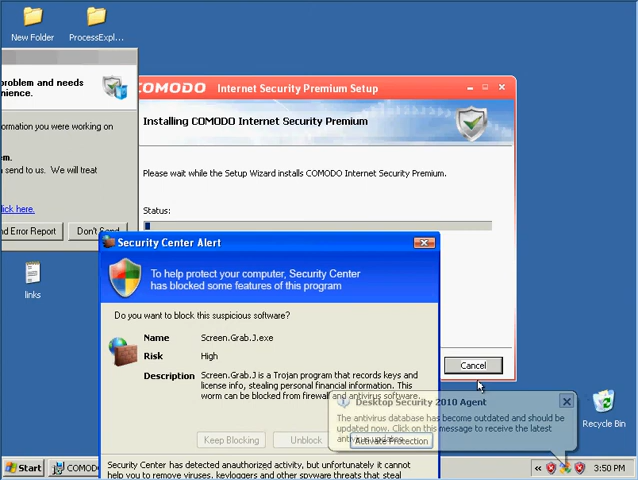 New Folder
ProcessExpl...
problem and needs
nience.
ormation you were working on
m.
send to us. We will treat
lick here.
nd Error Report
Don't Send
COMODO Internet Security Premium Setup
Installing COMODO Internet Security Premium
Please wait while the Setup Wizard installs COMODO Internet Security Premium.
Status:
Cancel
links
Security Center Alert
To help protect your computer, Security Center
has blocked some features of this program
Do you want to block this suspicious software?
Name Screen.Grab.J.exe
Risk High
Description Screen.Grab.J is a Trojan program that records keys and
license info, stealing personal financial information. This
worm can be blocked from firewall and antivirus software.
Keep Blocking
Unblock
Activate Protection
Security Center has detected unauthorized activity, but unfortunately it cannot
help you to remove viruses, keyloggers and other spyware threats that steal
Desktop Security 2010 Agent
The antivirus database has become outdated and should be
updated now. Click on this message to receive the latest
antivirus updates.
Recycle Bin
Start
COMODO
«
3:50 PM